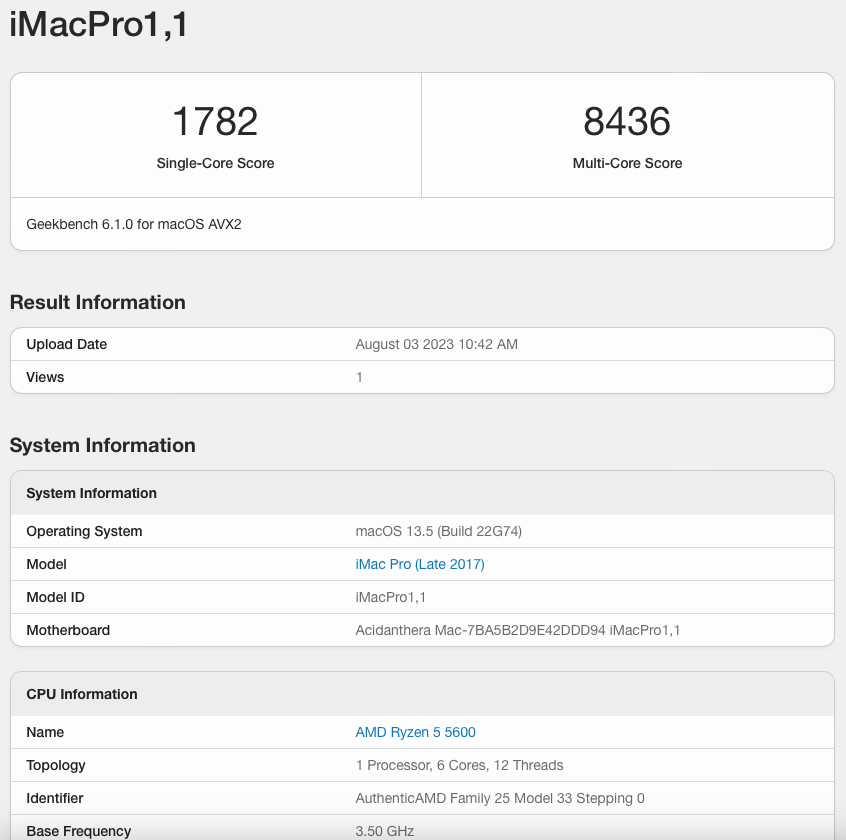 iMacPro1,1
1782 8436
Single-Core Score Multi-Core Score
Geekbench 6.1.0 for macOS AVX2
Result Information
Upload Date August 03 2023 10:42 AM
Views 1
System Information
System Information
Operating System macOS 13.5 (Build 22G74)
Model iMac Pro (Late 2017)
Model ID iMacPro1,1
Motherboard Acidanthera Mac-7BA5B2D9E42DDD94 iMacPro1,1
CPU Information
Name AMD Ryzen 5 5600
Topology 1 Processor, 6 Cores, 12 Threads
Identifier AuthenticAMD Family 25 Model 33 Stepping 0
Base Frequency 3.50 GHz